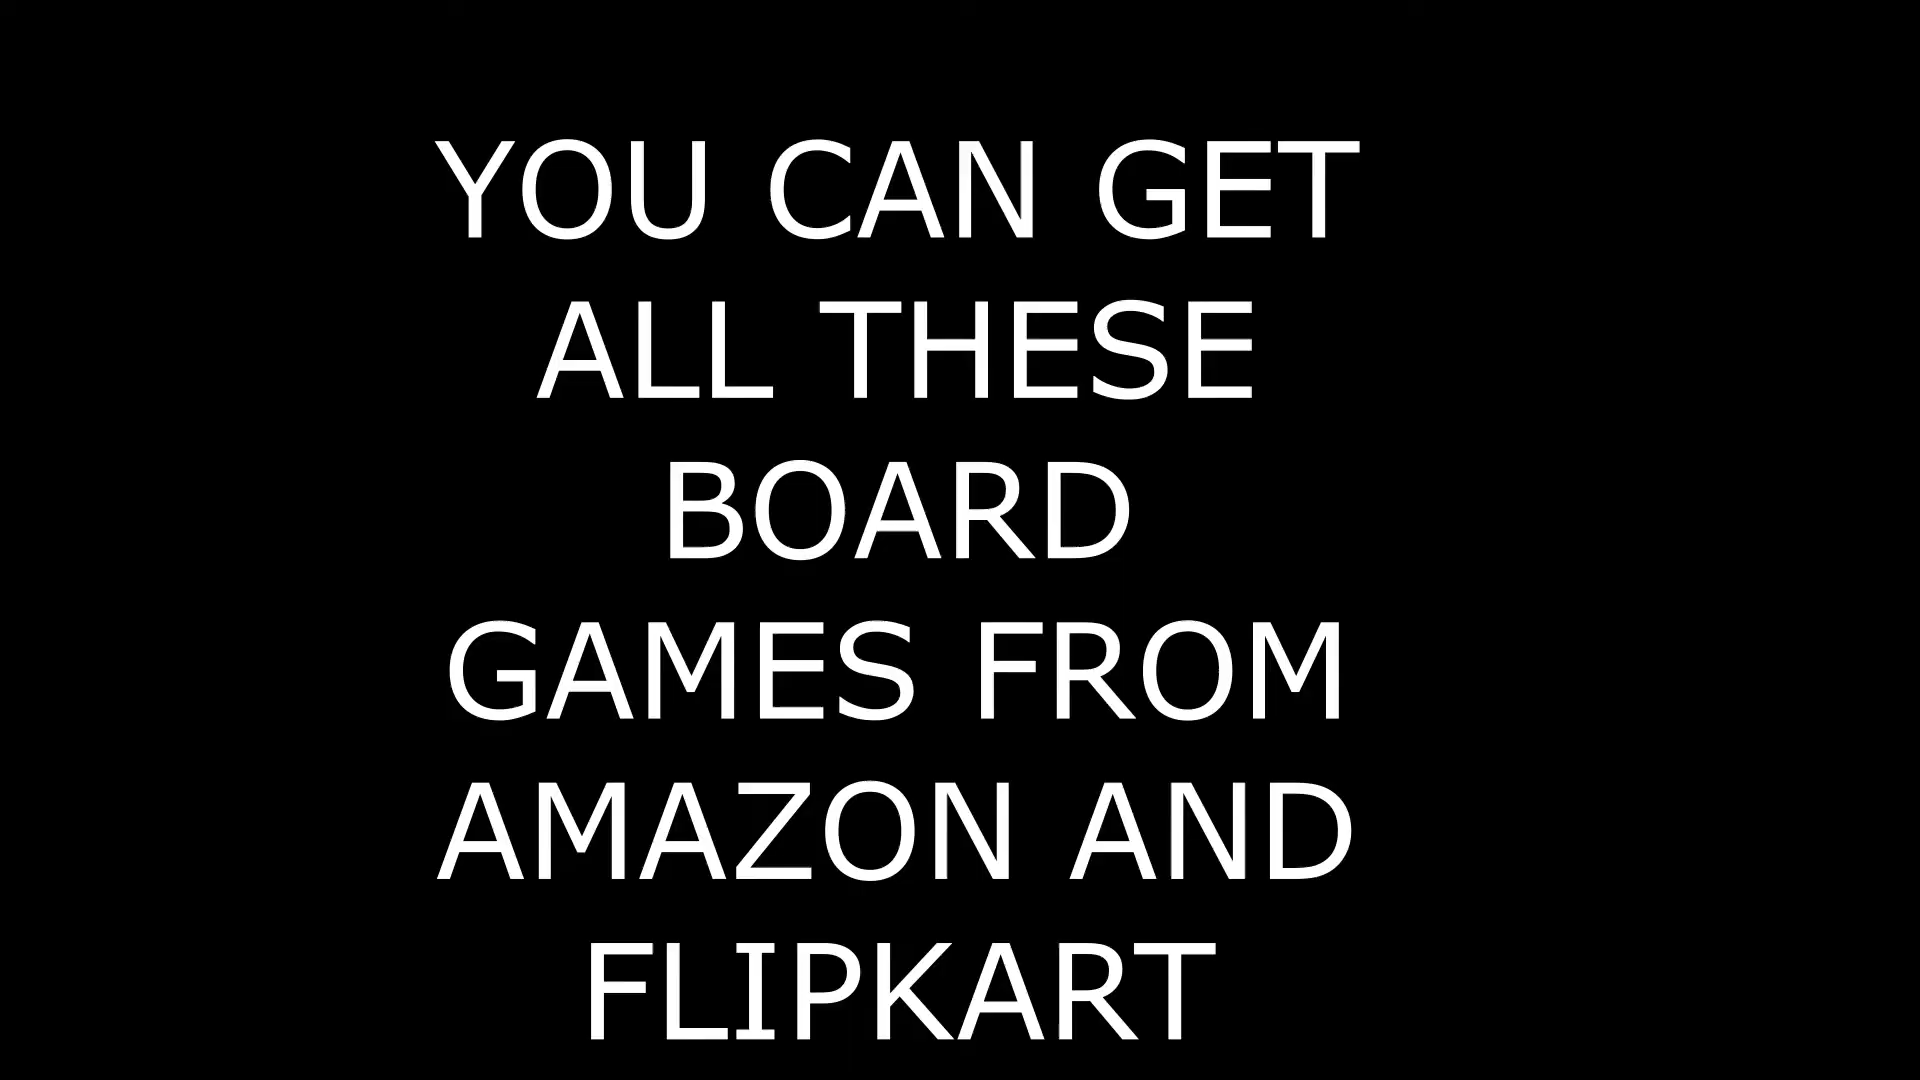 YOU CAN GET
ALL THESE
BOARD
GAMES FROM
AMAZON AND
FLIPKART